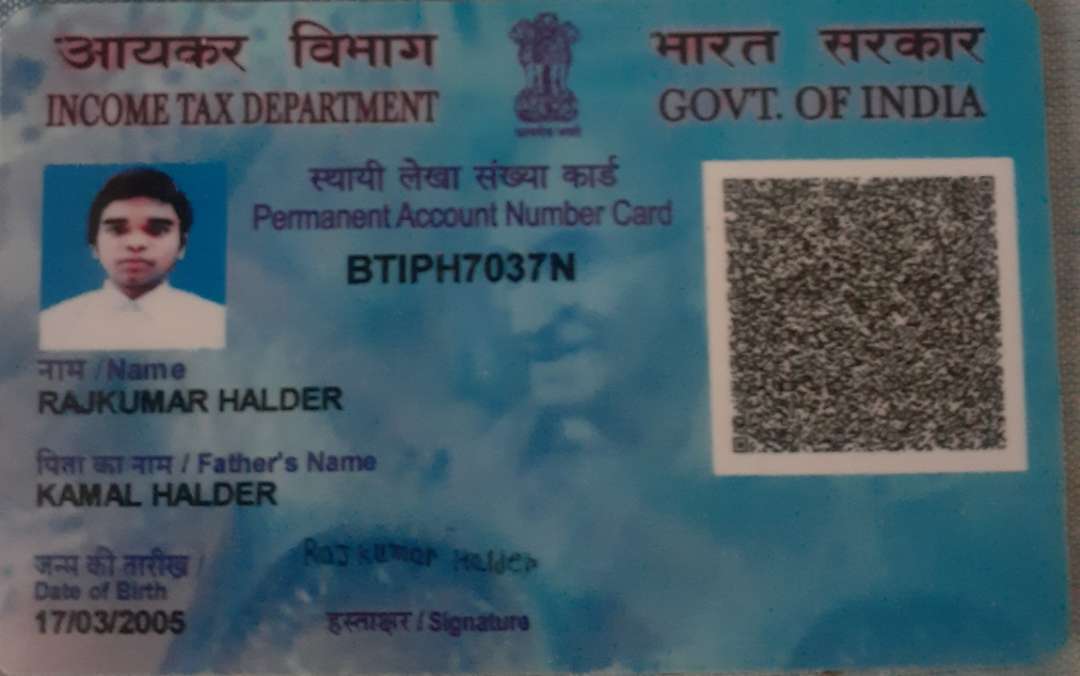 आयकर विभाग
INCOME TAX DEPARTMENT
भारत सरकार
GOVT. OF INDIA
स्थायी लेखा संख्या कार्ड
Permanent Account Number Card
BTIPH7037N
नाम / Name
RAJKUMAR HALDER
पिता का नाम / Father's Name
KAMAL HALDER
जन्म की तारीख /
Date of Birth
17/03/2005
Rajkumar Halder
हस्ताक्षर / Signature